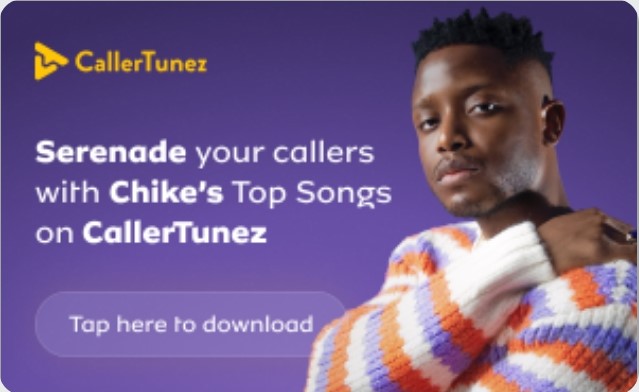 CallerTunez
Serenade your callers
with Chike's Top Songs
on CallerTunez
Tap here to download